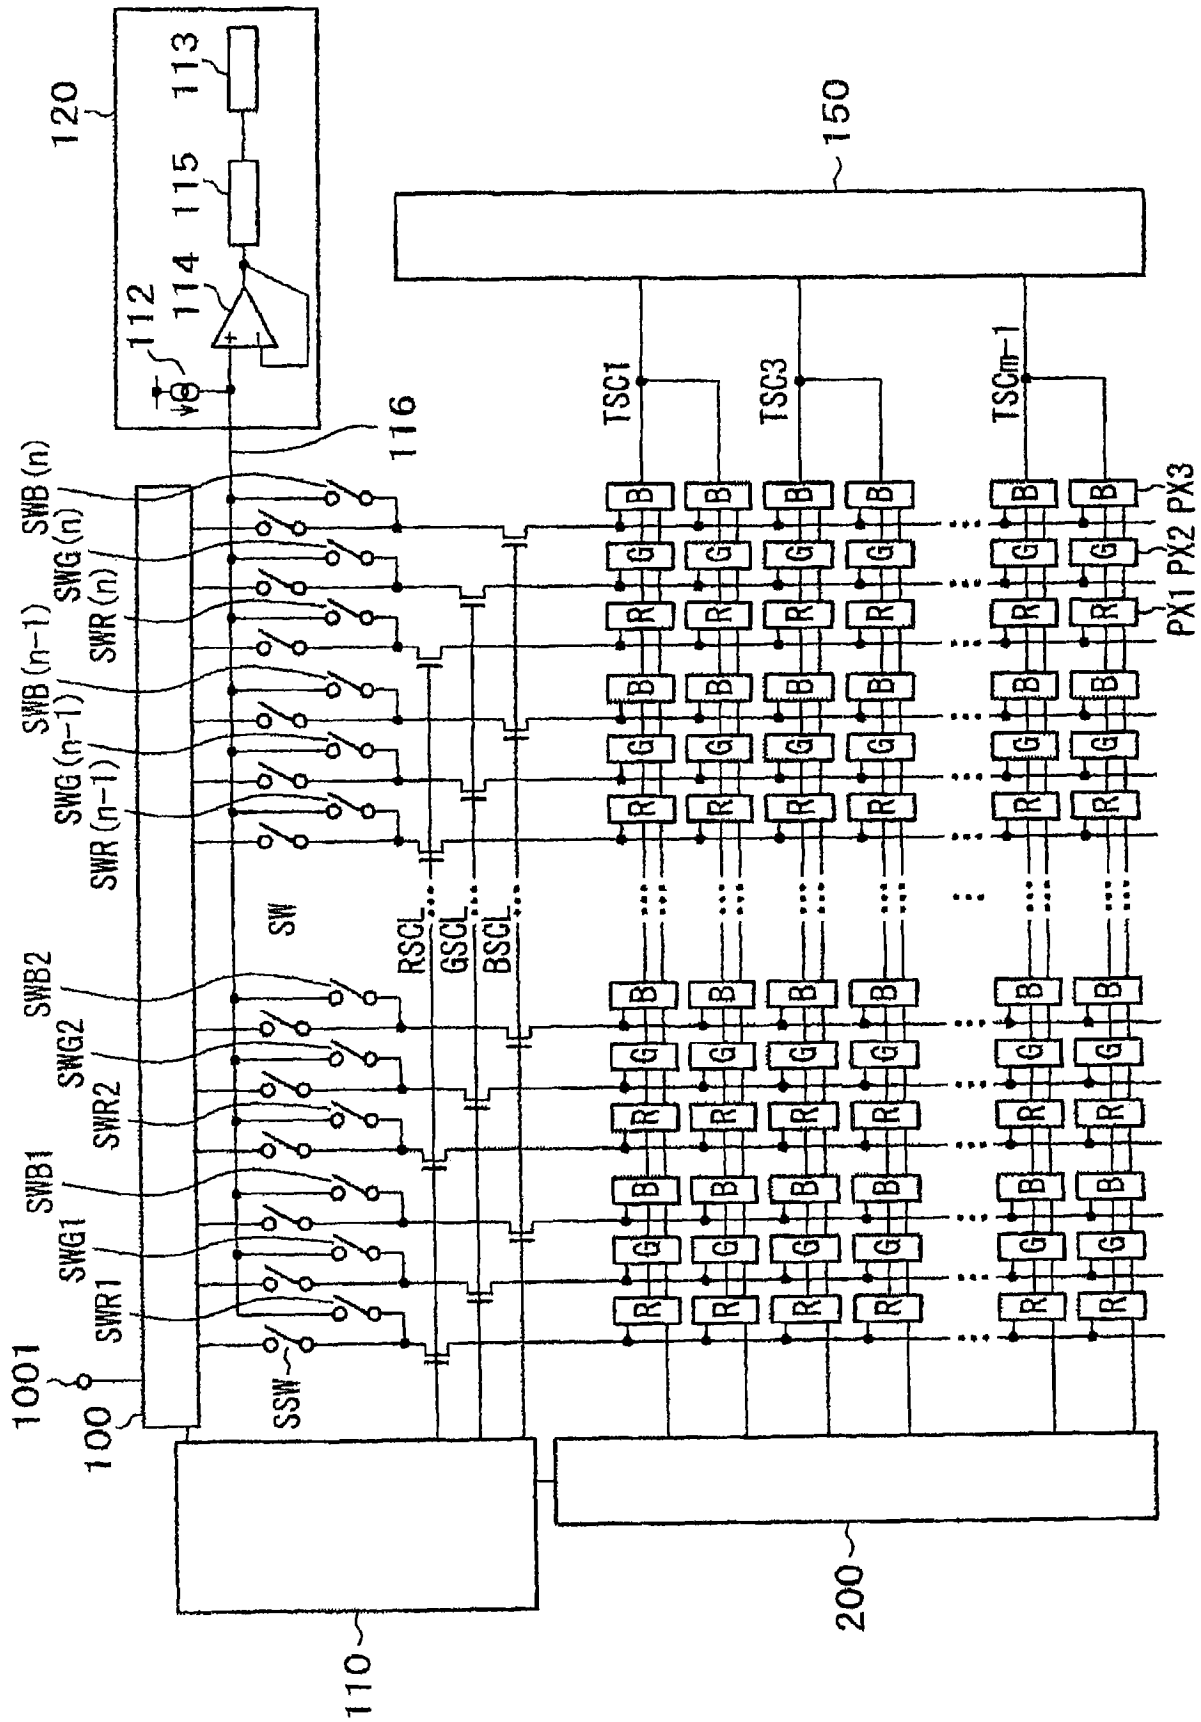 1001
100
SWR1
SWG1
SWB1
SWR2
SWG2
SWB2
SWR(n-1)
SWG(n-1)
SWB(n-1)
SWR(n)
SWG(n)
SWB(n)
120
112
114
115
113
+
-
116
SSW
SW
110
RSCL
GSCL
BSCL
150
TSC1
R G B R G B ... R G B R G B
R G B R G B ... R G B R G B
TSC3
R G B R G B ... R G B R G B
R G B R G B ... R G B R G B
TSCm-1
R G B R G B ... R G B R G B
R G B R G B ... R G B R G B
200
PX1 PX2 PX3